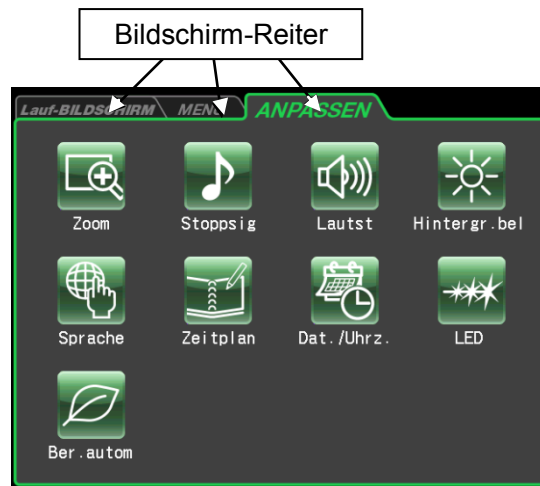 Bildschirm-Reiter
Lauf-BILDSCHIRM MENÜ ANPASSEN
Zoom Stoppsig Lautst Hintergr.bel
Sprache Zeitplan Dat./Uhrz. LED
Ber.autom